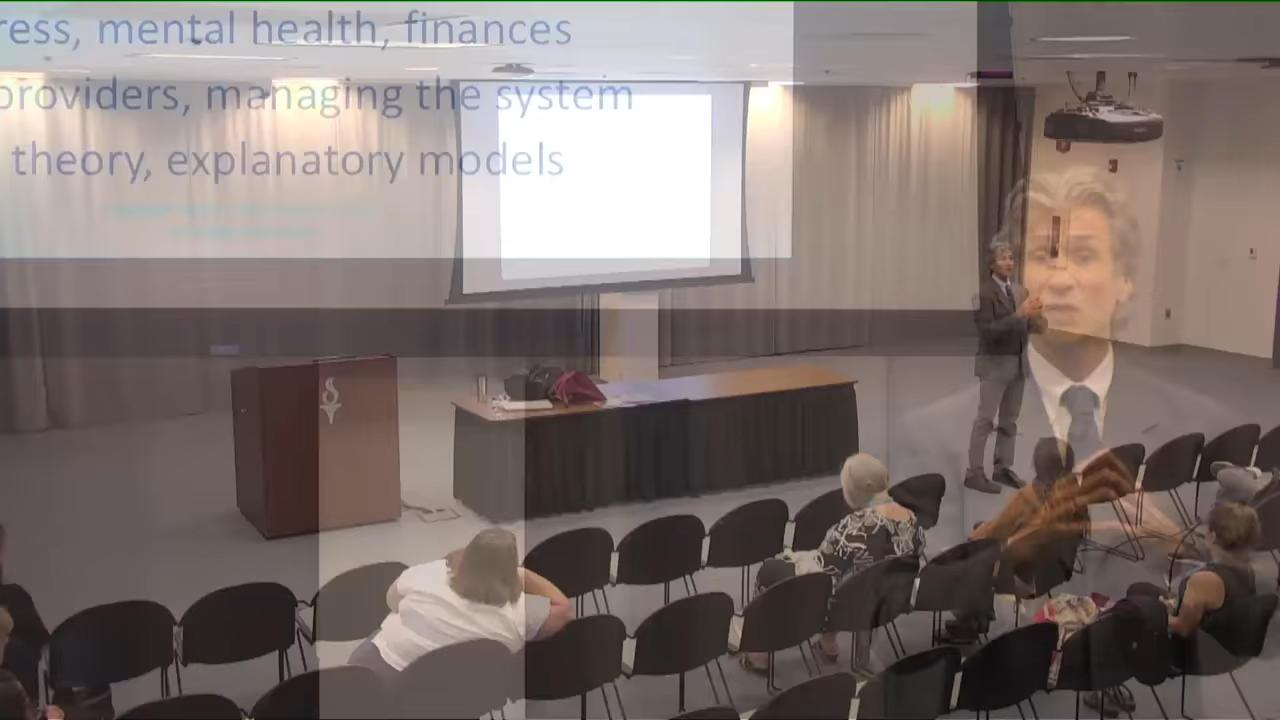 ress, mental health, finances
providers, managing the system
theory, explanatory models